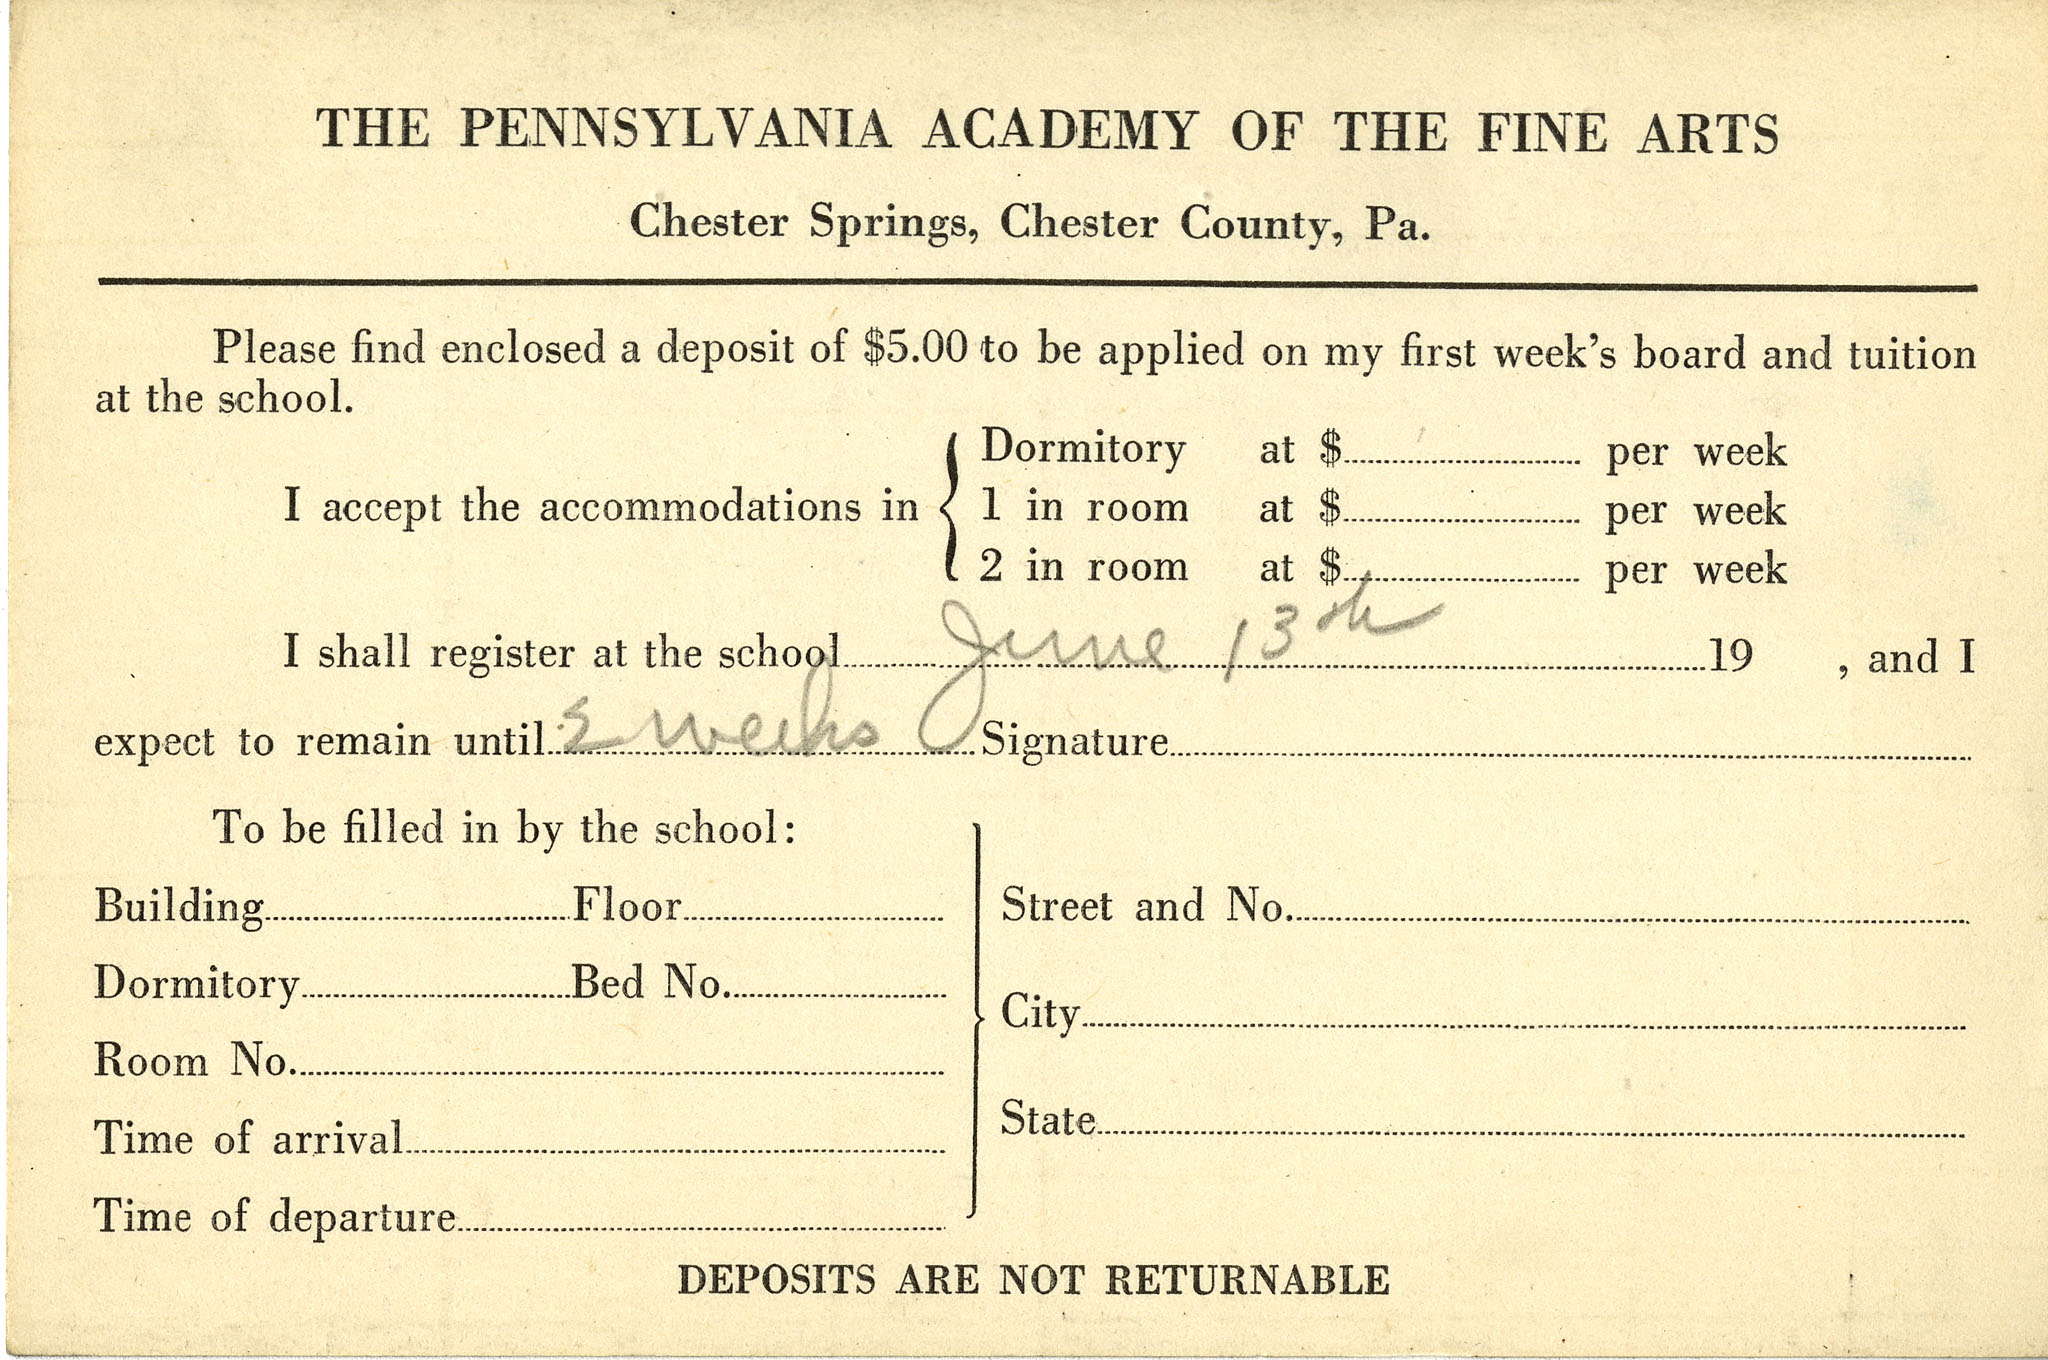 THE PENNSYLVANIA ACADEMY OF THE FINE ARTS
Chester Springs, Chester County, Pa.
Please find enclosed a deposit of $5.00 to be applied on my first week's board and tuition
at the school.
I accept the accommodations in
Dormitory at $ per week
1 in room at $ per week
2 in room at $ per week
I shall register at the school June 13th 19 , and I
expect to remain until weeks Signature
To be filled in by the school:
Building Floor
Dormitory Bed No.
Room No.
Time of arrival
Time of departure
Street and No.
City
State
DEPOSITS ARE NOT RETURNABLE